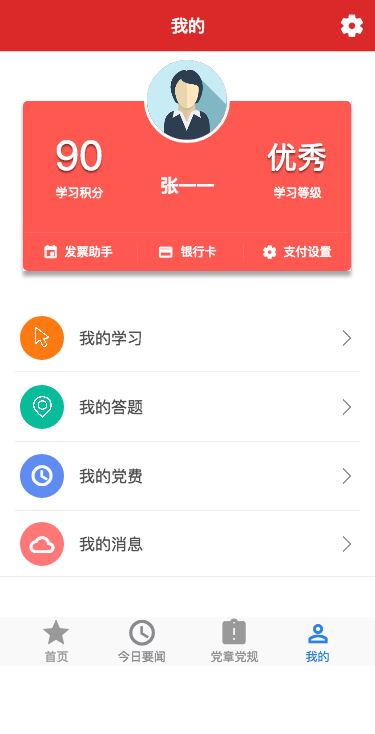 我的
90
优秀
张一一
学习积分
学习等级
发票助手
银行卡
支付设置
我的学习
我的答题
我的党费
我的消息
首页
今日要闻
党章党规
我的